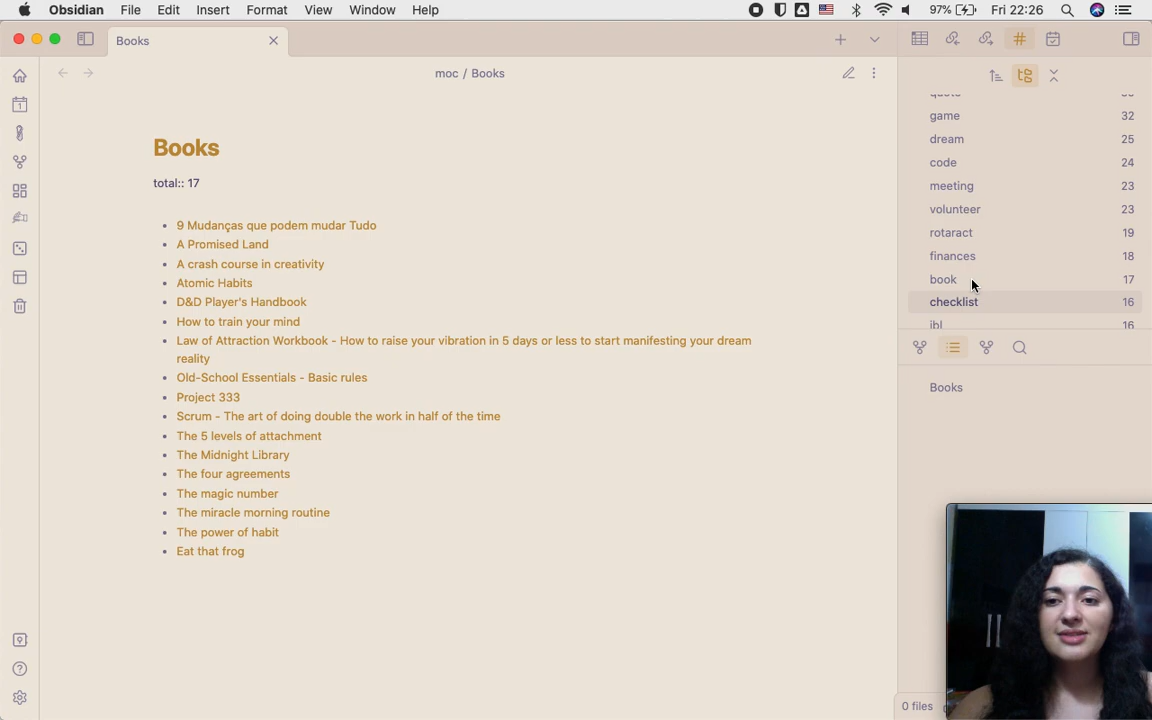 Obsidian File Edit Insert Format View Window Help 97% Fri 22:26
Books
moc / Books
Books
total:: 17
9 Mudanças que podem mudar Tudo
A Promised Land
A crash course in creativity
Atomic Habits
D&D Player's Handbook
How to train your mind
Law of Attraction Workbook - How to raise your vibration in 5 days or less to start manifesting your dream
reality
Old-School Essentials - Basic rules
Project 333
Scrum - The art of doing double the work in half of the time
The 5 levels of attachment
The Midnight Library
The four agreements
The magic number
The miracle morning routine
The power of habit
Eat that frog
game 32
dream 25
code 24
meeting 23
volunteer 23
rotaract 19
finances 18
book 17
checklist 16
jbl 16
Books
0 files